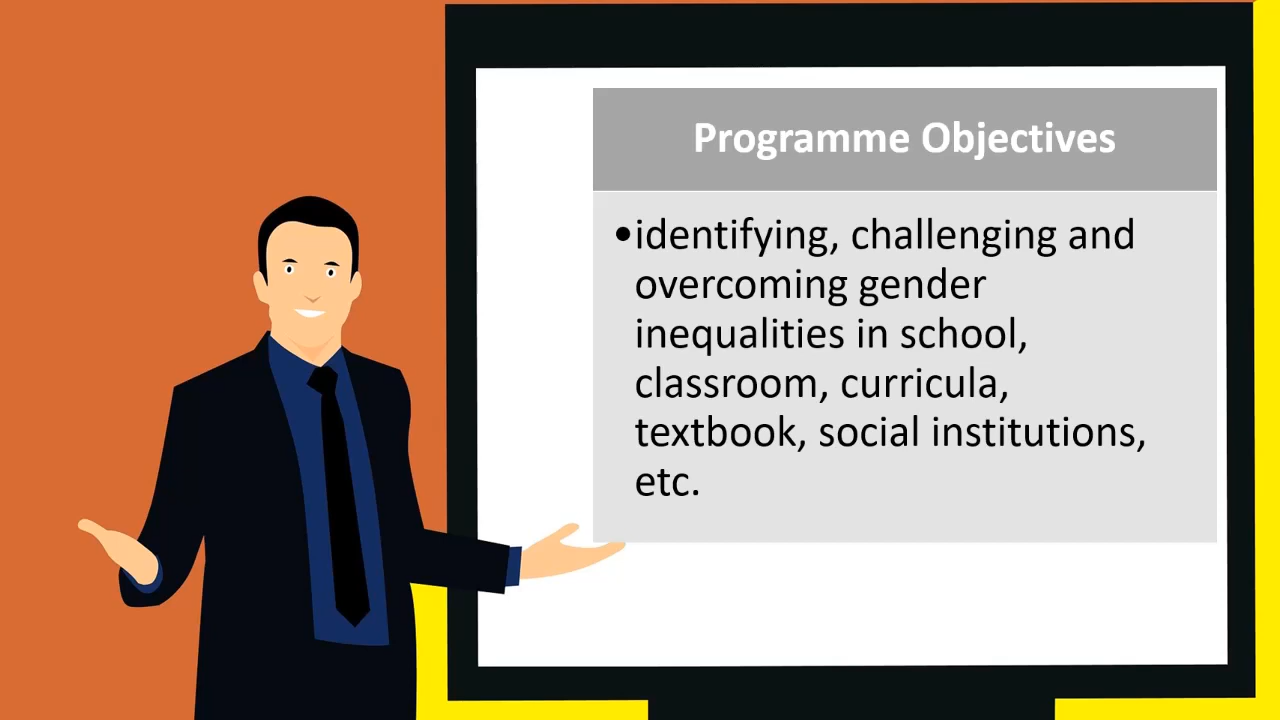 Programme Objectives
•identifying, challenging and
overcoming gender
inequalities in school,
classroom, curricula,
textbook, social institutions,
etc.